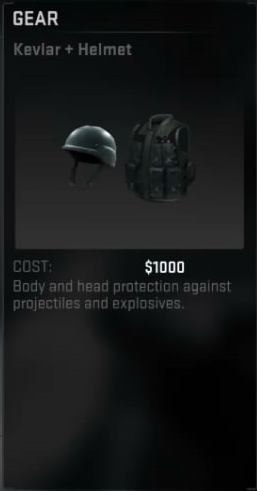 GEAR
Kevlar + Helmet
COST: $1000
Body and head protection against
projectiles and explosives.